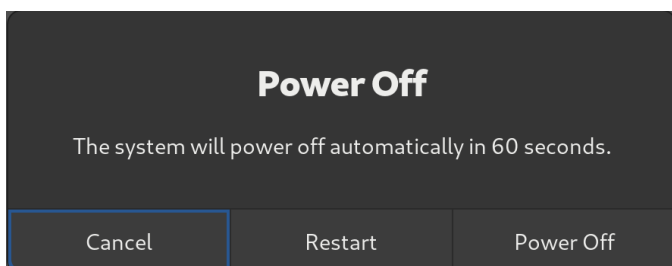 Power Off
The system will power off automatically in 60 seconds.
Cancel Restart Power Off